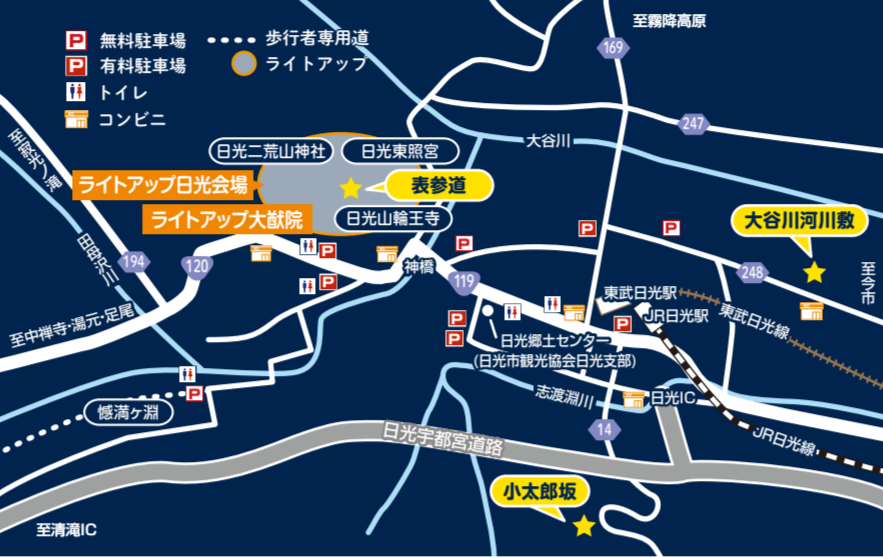 無料駐車場
歩行者専用道
有料駐車場
ライトアップ
トイレ
コンビニ
至霧降高原
169
247
至寂光ノ滝
日光二荒山神社
日光東照宮
大谷川
ライトアップ日光会場
表参道
ライトアップ大猷院
日光山輪王寺
大谷川河川敷
田母沢川
194
120
神橋
119
248
至今市
東武日光駅
JR日光駅
東武日光線
至中禅寺・湯元・足尾
日光郷土センター
(日光市観光協会日光支部)
志渡淵川
日光IC
憾満ヶ淵
14
日光宇都宮道路
JR日光線
小太郎坂
至清滝IC
P
P
P
P
P
P
P
P
P
P
P